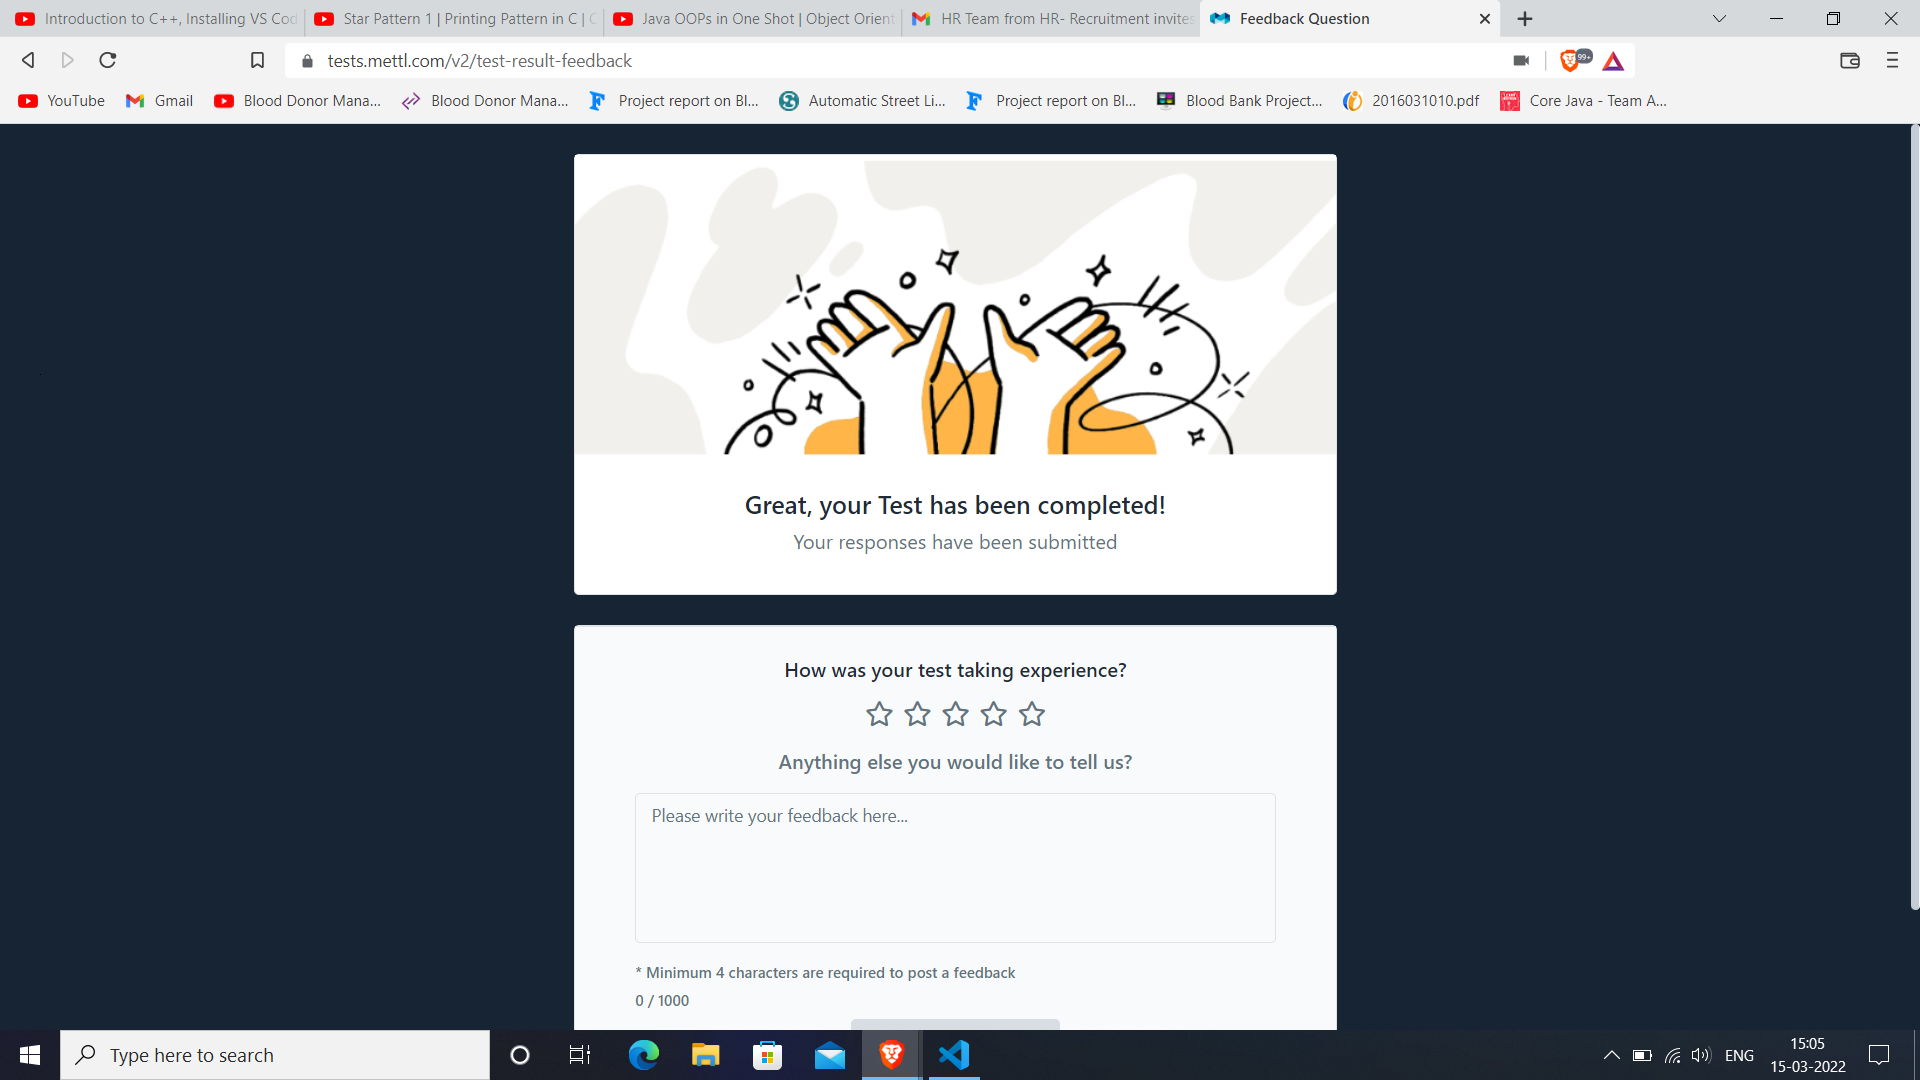 Introduction to C++, Installing VS Cod
Star Pattern 1 | Printing Pattern in C | C
Java OOPs in One Shot | Object Orient
HR Team from HR- Recruitment invites
Feedback Question
tests.mettl.com/v2/test-result-feedback
99+
YouTube
Gmail
Blood Donor Mana...
Blood Donor Mana...
Project report on Bl...
Automatic Street Li...
Project report on Bl...
Blood Bank Project...
2016031010.pdf
Core Java - Team A...
Great, your Test has been completed!
Your responses have been submitted
How was your test taking experience?
Anything else you would like to tell us?
Please write your feedback here...
* Minimum 4 characters are required to post a feedback
0 / 1000
Type here to search
ENG
15:05
15-03-2022